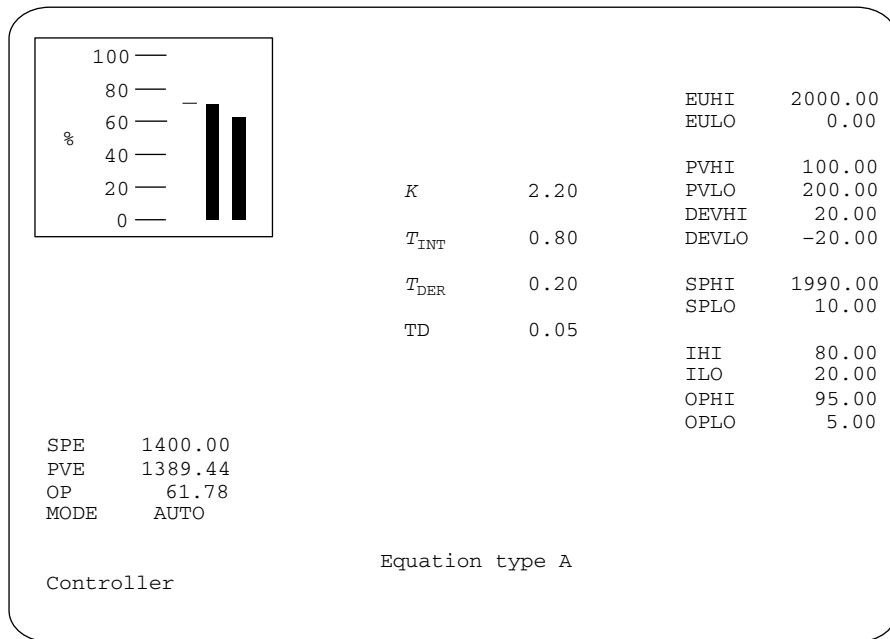 100
80
60
40
20
0
%
EUHI 2000.00
EULO 0.00
PVHI 100.00
K 2.20 PVLO 200.00
DEVHI 20.00
T_INT 0.80 DEVLO −20.00
T_DER 0.20 SPHI 1990.00
SPLO 10.00
TD 0.05
IHI 80.00
ILO 20.00
OPHI 95.00
OPLO 5.00
SPE 1400.00
PVE 1389.44
OP 61.78
MODE AUTO
Equation type A
Controller